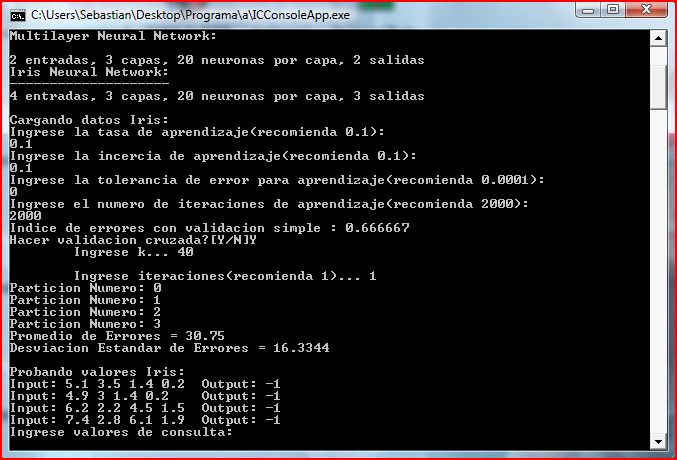 C:\Users\Sebastian\Desktop\Programa\a\ICConsoleApp.exe
Multilayer Neural Network:
2 entradas, 3 capas, 20 neuronas por capa, 2 salidas
Iris Neural Network:
--------------------
4 entradas, 3 capas, 20 neuronas por capa, 3 salidas
Cargando datos Iris:
Ingrese la tasa de aprendizaje(recomienda 0.1):
0.1
Ingrese la incercia de aprendizaje(recomienda 0.1):
0.1
Ingrese la tolerancia de error para aprendizaje(recomienda 0.0001):
0
Ingrese el numero de iteraciones de aprendizaje(recomienda 2000):
2000
Indice de errores con validacion simple : 0.666667
Hacer validacion cruzada?[Y/N]Y
Ingrese k... 40
Ingrese iteraciones(recomienda 1)... 1
Particion Numero: 0
Particion Numero: 1
Particion Numero: 2
Particion Numero: 3
Promedio de Errores = 30.75
Desviacion Estandar de Errores = 16.3344
Probando valores Iris:
Input: 5.1 3.5 1.4 0.2  Output: -1
Input: 4.9 3 1.4 0.2    Output: -1
Input: 6.2 2.2 4.5 1.5  Output: -1
Input: 7.4 2.8 6.1 1.9  Output: -1
Ingrese valores de consulta: